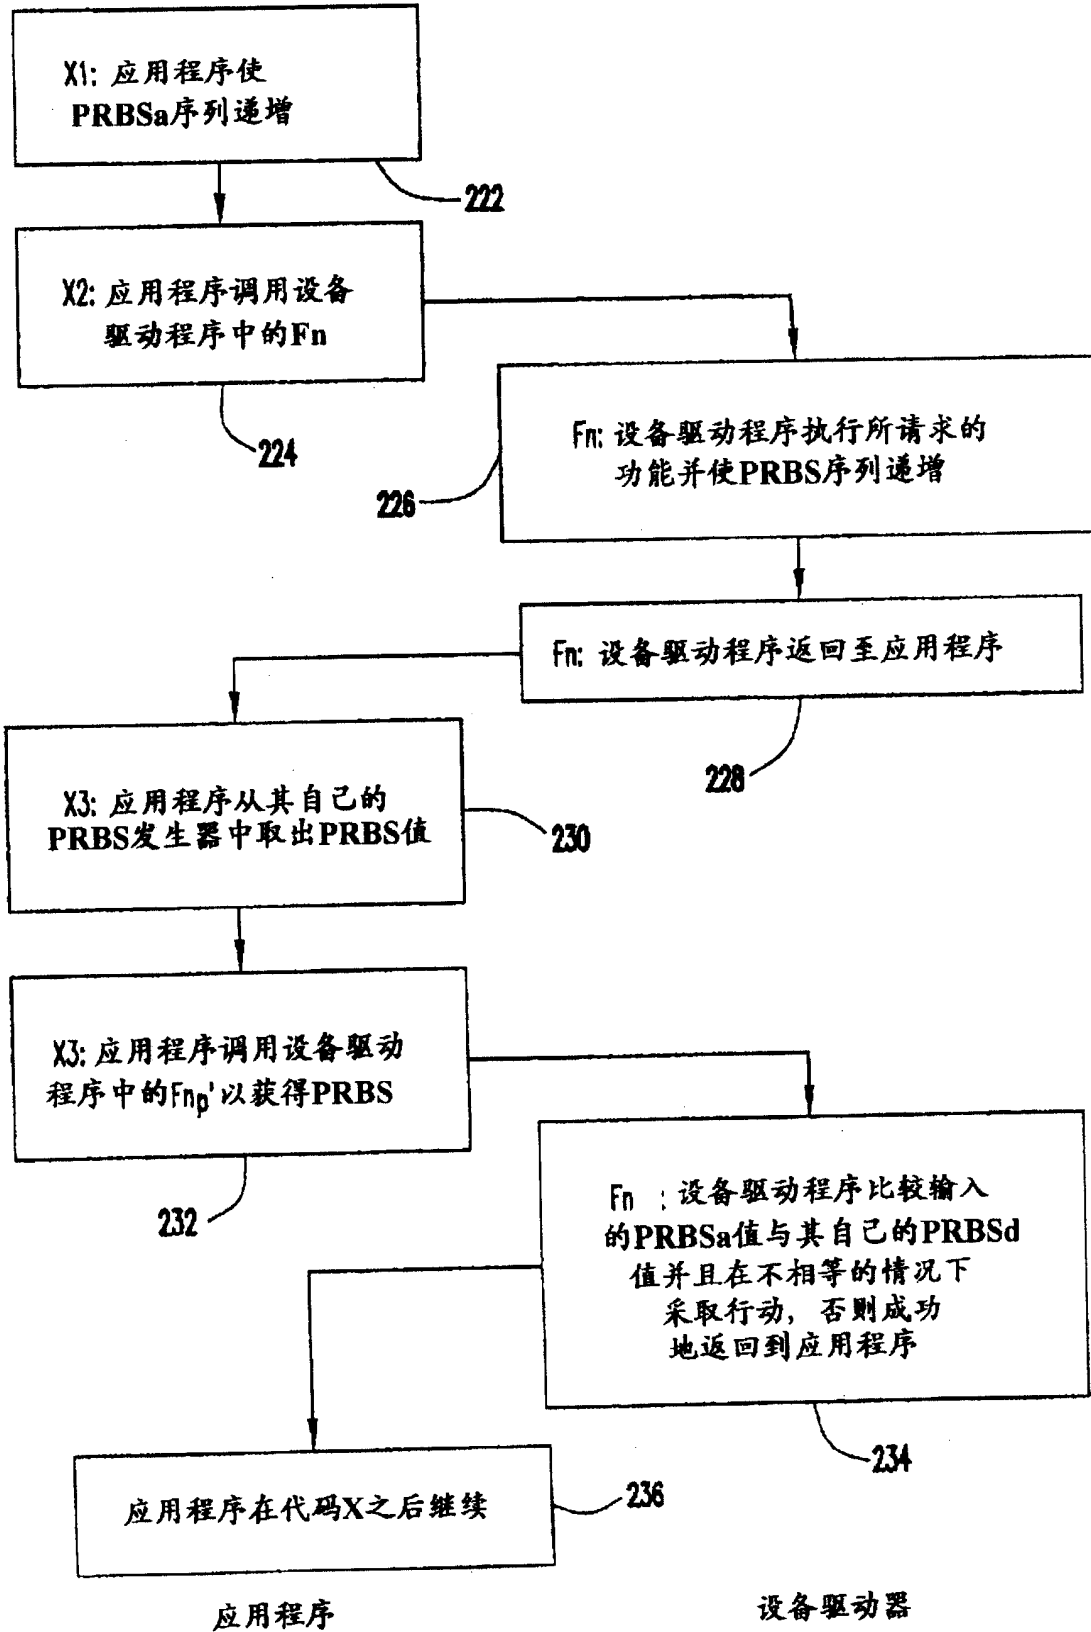 X1: 应用程序使
PRBSa序列递增
222
X2: 应用程序调用设备
驱动程序中的Fn
224
Fn: 设备驱动程序执行所请求的
功能并使PRBS序列递增
226
Fn: 设备驱动程序返回至应用程序
228
X3: 应用程序从其自己的
PRBS发生器中取出PRBS值
230
X3: 应用程序调用设备驱动
程序中的Fnp'以获得PRBS
232
Fn : 设备驱动程序比较输入
的PRBSa值与其自己的PRBSd
值并且在不相等的情况下
采取行动, 否则成功
地返回到应用程序
234
应用程序在代码X之后继续
236
应用程序
设备驱动器